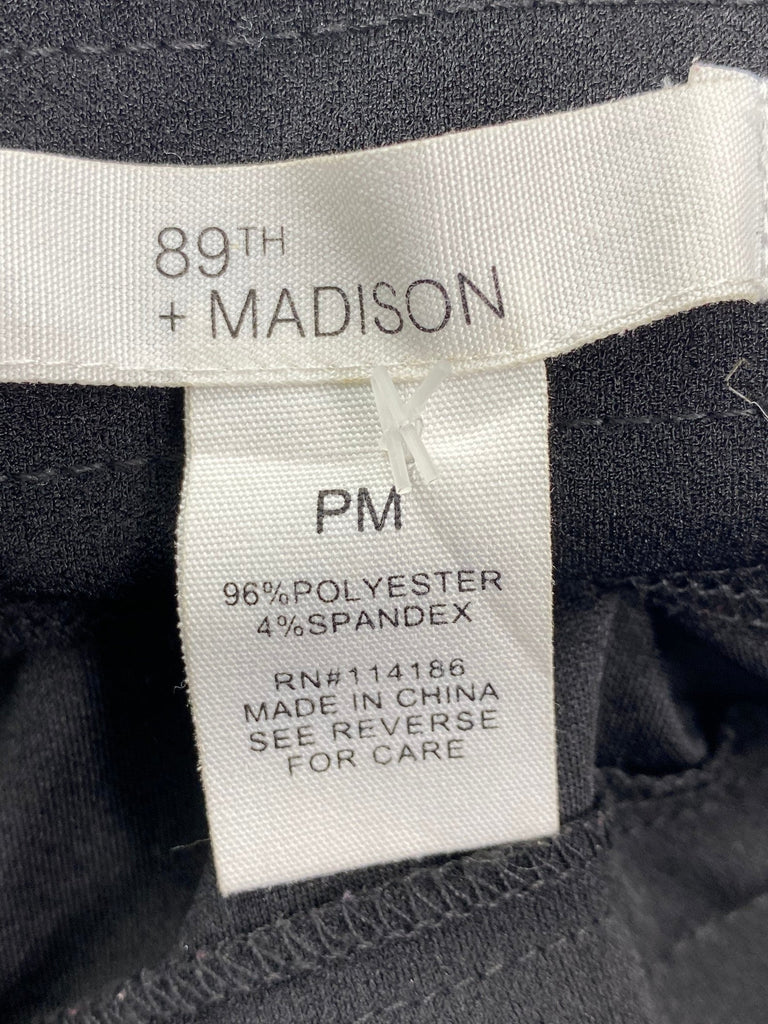 89TH
+ MADISON
PM
96%POLYESTER
4%SPANDEX
RN#114186
MADE IN CHINA
SEE REVERSE
FOR CARE